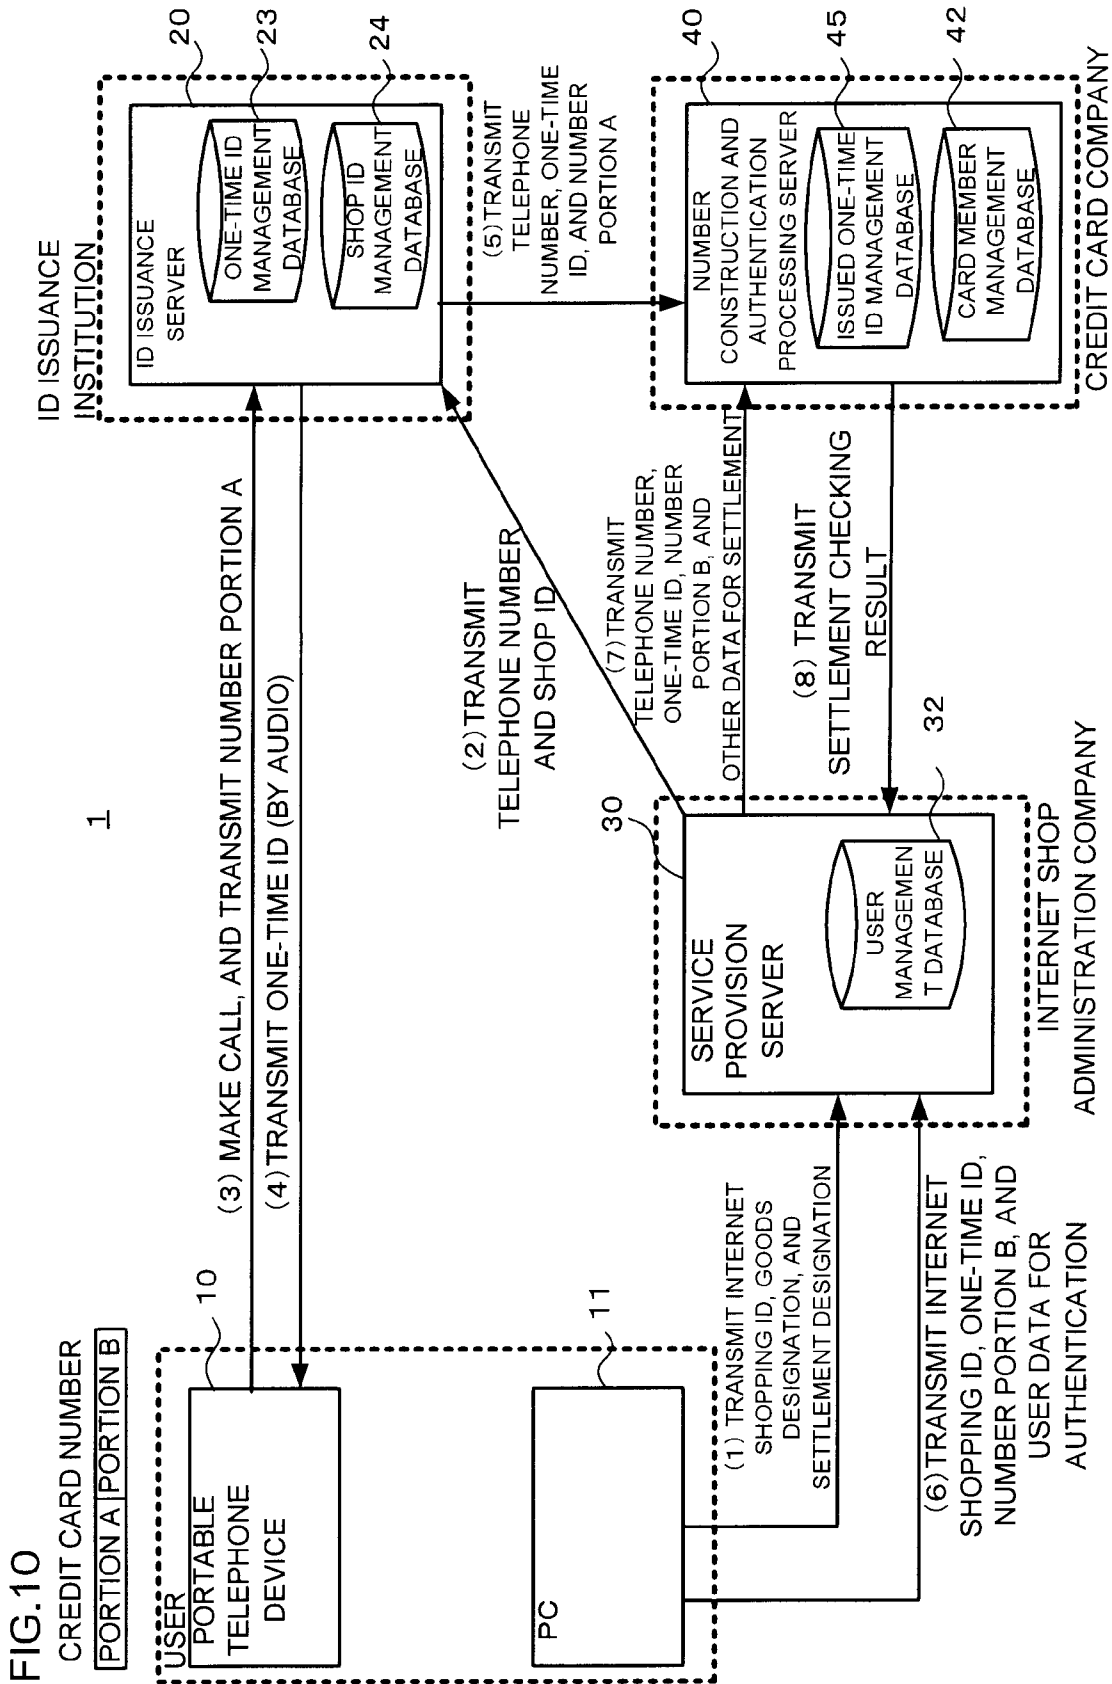 FIG.10
CREDIT CARD NUMBER
PORTION A PORTION B
1
USER
PORTABLE
TELEPHONE
DEVICE
10
PC
11
(3) MAKE CALL, AND TRANSMIT NUMBER PORTION A
(4)TRANSMIT ONE-TIME ID (BY AUDIO)
ID ISSUANCE
INSTITUTION
20
ID ISSUANCE
SERVER
23
ONE-TIME ID
MANAGEMENT
DATABASE
24
SHOP ID
MANAGEMENT
DATABASE
(2)TRANSMIT
TELEPHONE NUMBER
AND SHOP ID
(5)TRANSMIT
TELEPHONE
NUMBER, ONE-TIME
ID, AND NUMBER
PORTION A
(1) TRANSMIT INTERNET
SHOPPING ID, GOODS
DESIGNATION, AND
SETTLEMENT DESIGNATION
(6)TRANSMIT INTERNET
SHOPPING ID, ONE-TIME ID,
NUMBER PORTION B, AND
USER DATA FOR
AUTHENTICATION
30
SERVICE
PROVISION
SERVER
32
USER
MANAGEMEN
T DATABASE
INTERNET SHOP
ADMINISTRATION COMPANY
(7)TRANSMIT
TELEPHONE NUMBER,
ONE-TIME ID, NUMBER
PORTION B, AND
OTHER DATA FOR SETTLEMENT
(8) TRANSMIT
SETTLEMENT CHECKING
RESULT
40
NUMBER
CONSTRUCTION AND
AUTHENTICATION
PROCESSING SERVER
45
ISSUED ONE-TIME
ID MANAGEMENT
DATABASE
42
CARD MEMBER
MANAGEMENT
DATABASE
CREDIT CARD COMPANY